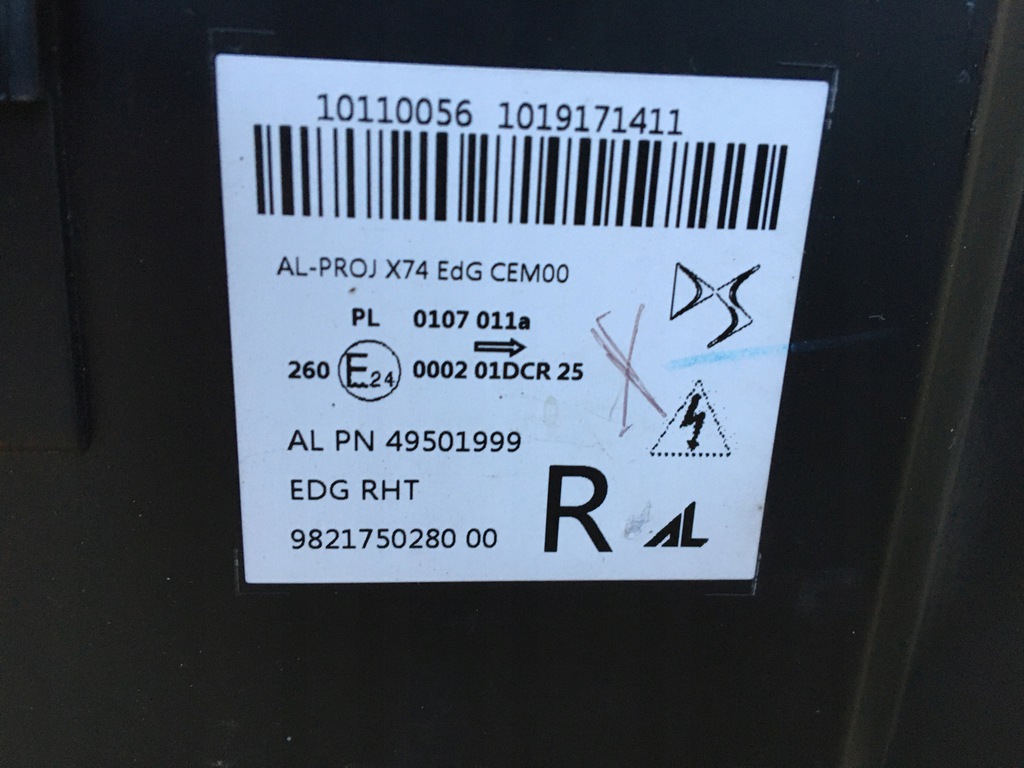 10110056 1019171411
AL-PROJ X74 EdG CEM00
DS
PL 0107 011a
260 E24 0002 01DCR 25
AL PN 49501999
EDG RHT
R
9821750280 00
AL